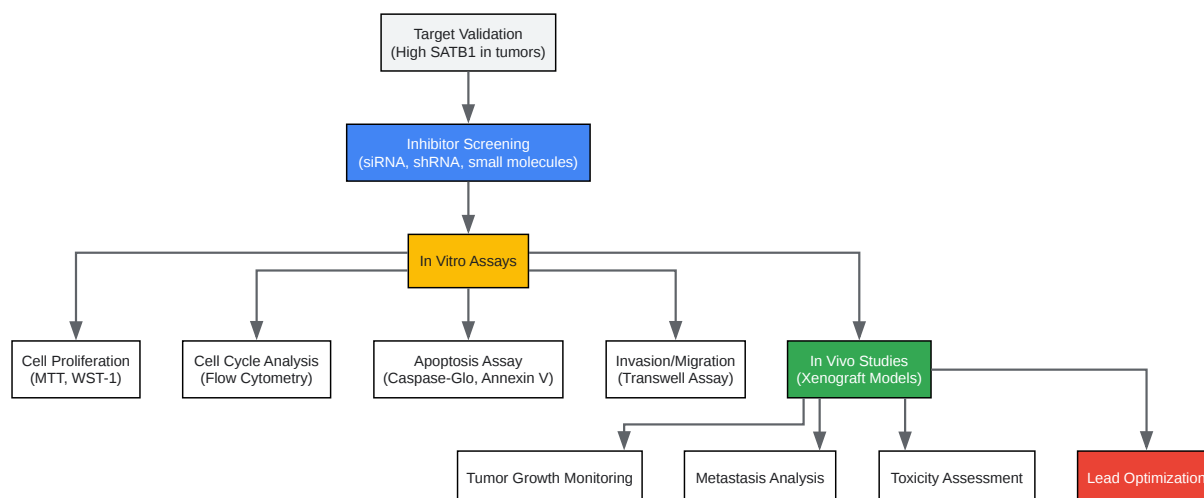 Target Validation
(High SATB1 in tumors)
Inhibitor Screening
(siRNA, shRNA, small molecules)
In Vitro Assays
Cell Proliferation
(MTT, WST-1)
Cell Cycle Analysis
(Flow Cytometry)
Apoptosis Assay
(Caspase-Glo, Annexin V)
Invasion/Migration
(Transwell Assay)
In Vivo Studies
(Xenograft Models)
Tumor Growth Monitoring
Metastasis Analysis
Toxicity Assessment
Lead Optimization